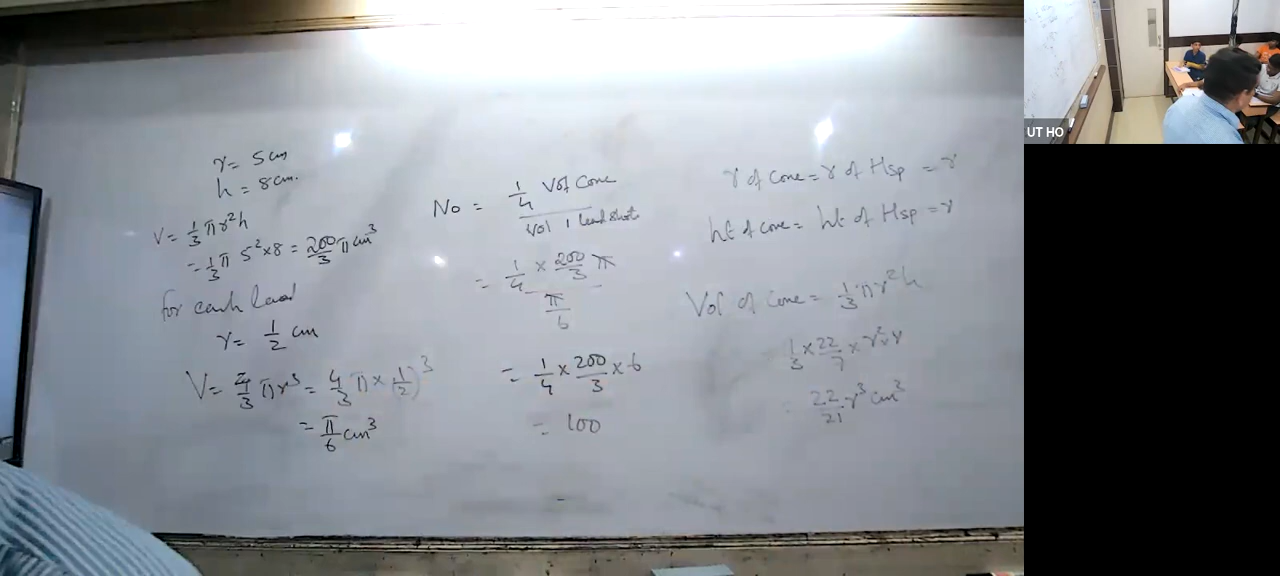 r = 5 cm
h = 8 cm.
V = 1/3 π r² h
= 1/3 π 5² × 8 = 200/3 π cm³
for each lead
r = 1/2 cm
V = 4/3 π r³ = 4/3 π × (1/2)³
= π/6 cm³
No = 1/4 Vol Cone / Vol 1 lead shots
= 1/4 × 200/3 π / π/6
= 1/4 × 200/3 × 6
= 100
r of Cone = r of Hsp = r
ht of cone = ht of Hsp = r
Vol of Cone = 1/3 π r² h
1/3 × 22/7 × r² × r
= 22/21 r³ cm³
UT HO